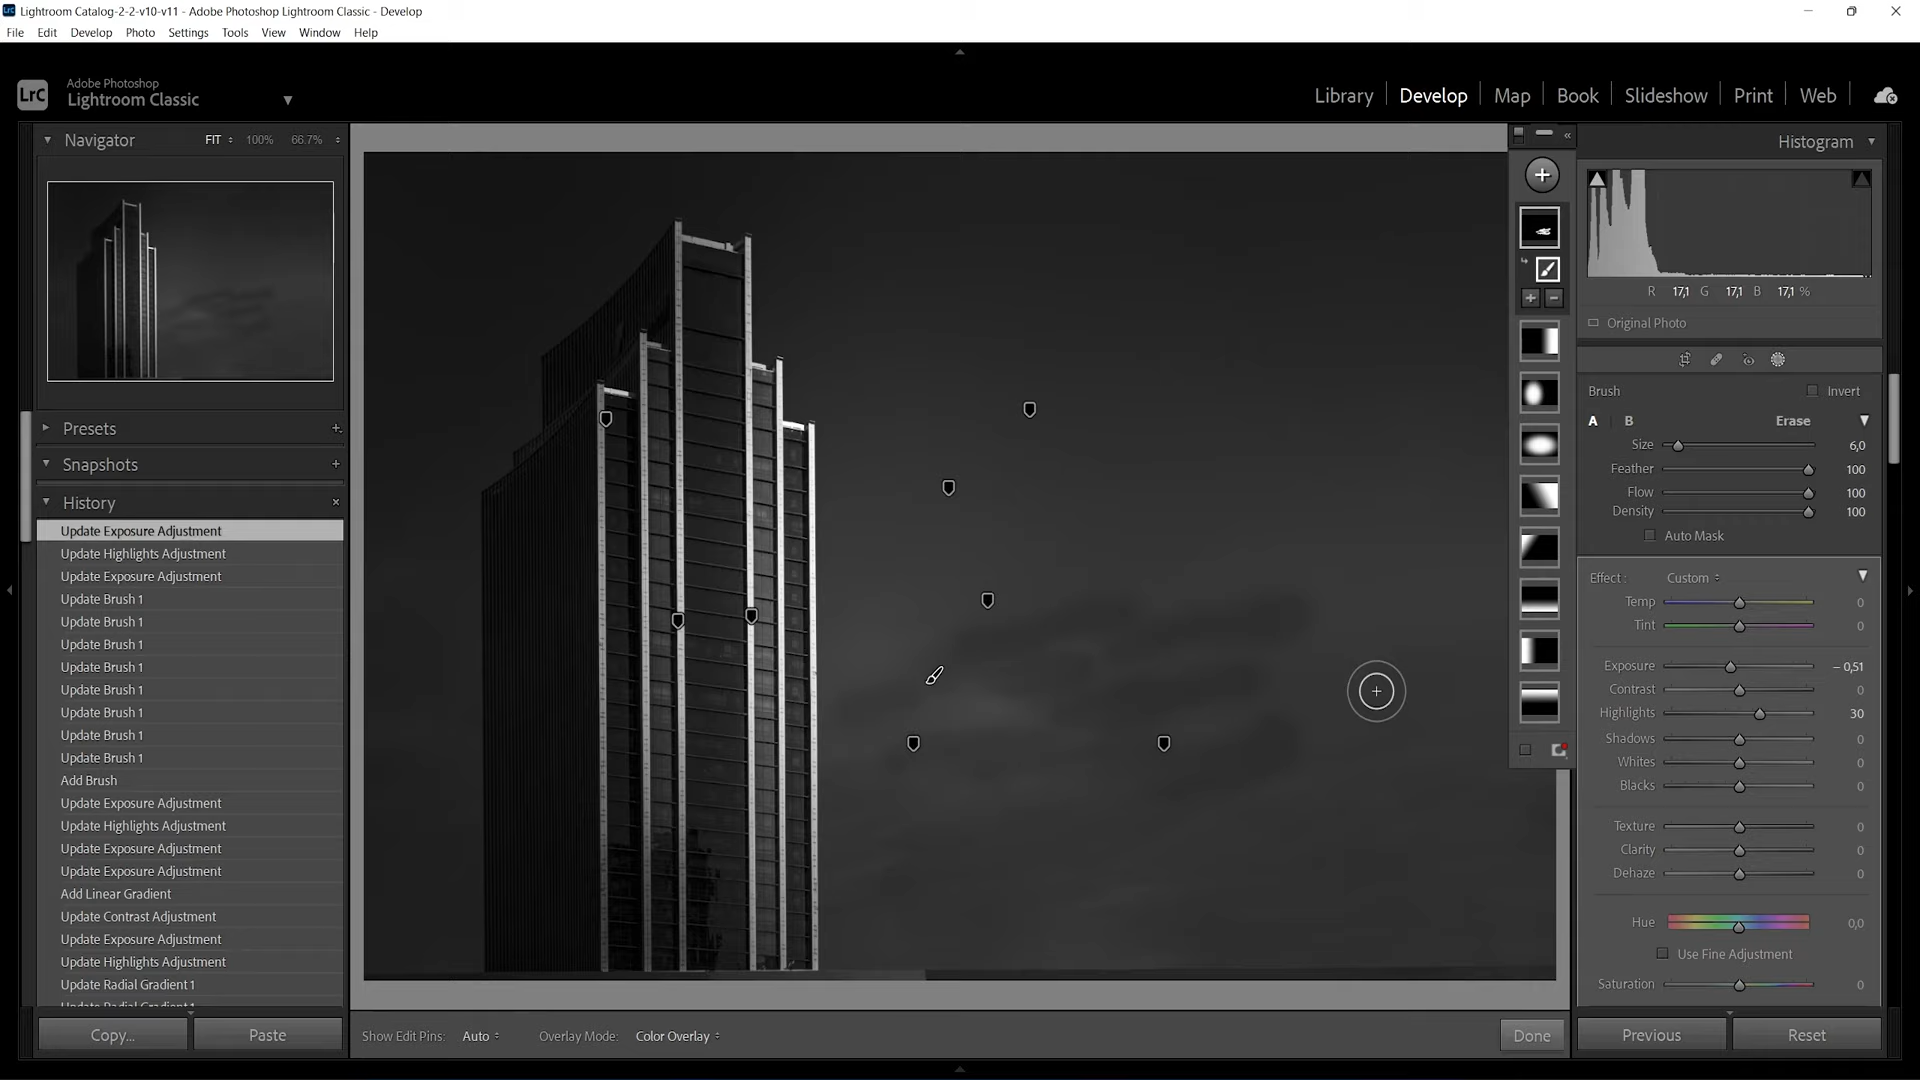 Lightroom Catalog-2-2-v10-v11 - Adobe Photoshop Lightroom Classic - Develop
File Edit Develop Photo Settings Tools View Window Help
LrC
Adobe Photoshop
Lightroom Classic
Library Develop Map Book Slideshow Print Web
Navigator FIT 100% 66.7%
Presets
Snapshots
History
Update Exposure Adjustment
Update Highlights Adjustment
Update Exposure Adjustment
Update Brush 1
Update Brush 1
Update Brush 1
Update Brush 1
Update Brush 1
Update Brush 1
Update Brush 1
Update Brush 1
Add Brush
Update Exposure Adjustment
Update Highlights Adjustment
Update Exposure Adjustment
Update Exposure Adjustment
Add Linear Gradient
Update Contrast Adjustment
Update Exposure Adjustment
Update Highlights Adjustment
Update Radial Gradient 1
Update Radial Gradient 1
Copy... Paste
Show Edit Pins: Auto Overlay Mode: Color Overlay
Done
Histogram
R 17,1 G 17,1 B 17,1 %
Original Photo
Brush Invert
A B Erase
Size 6,0
Feather 100
Flow 100
Density 100
Auto Mask
Effect : Custom
Temp 0
Tint 0
Exposure – 0,51
Contrast 0
Highlights 30
Shadows 0
Whites 0
Blacks 0
Texture 0
Clarity 0
Dehaze 0
Hue 0,0
Use Fine Adjustment
Saturation 0
Previous Reset